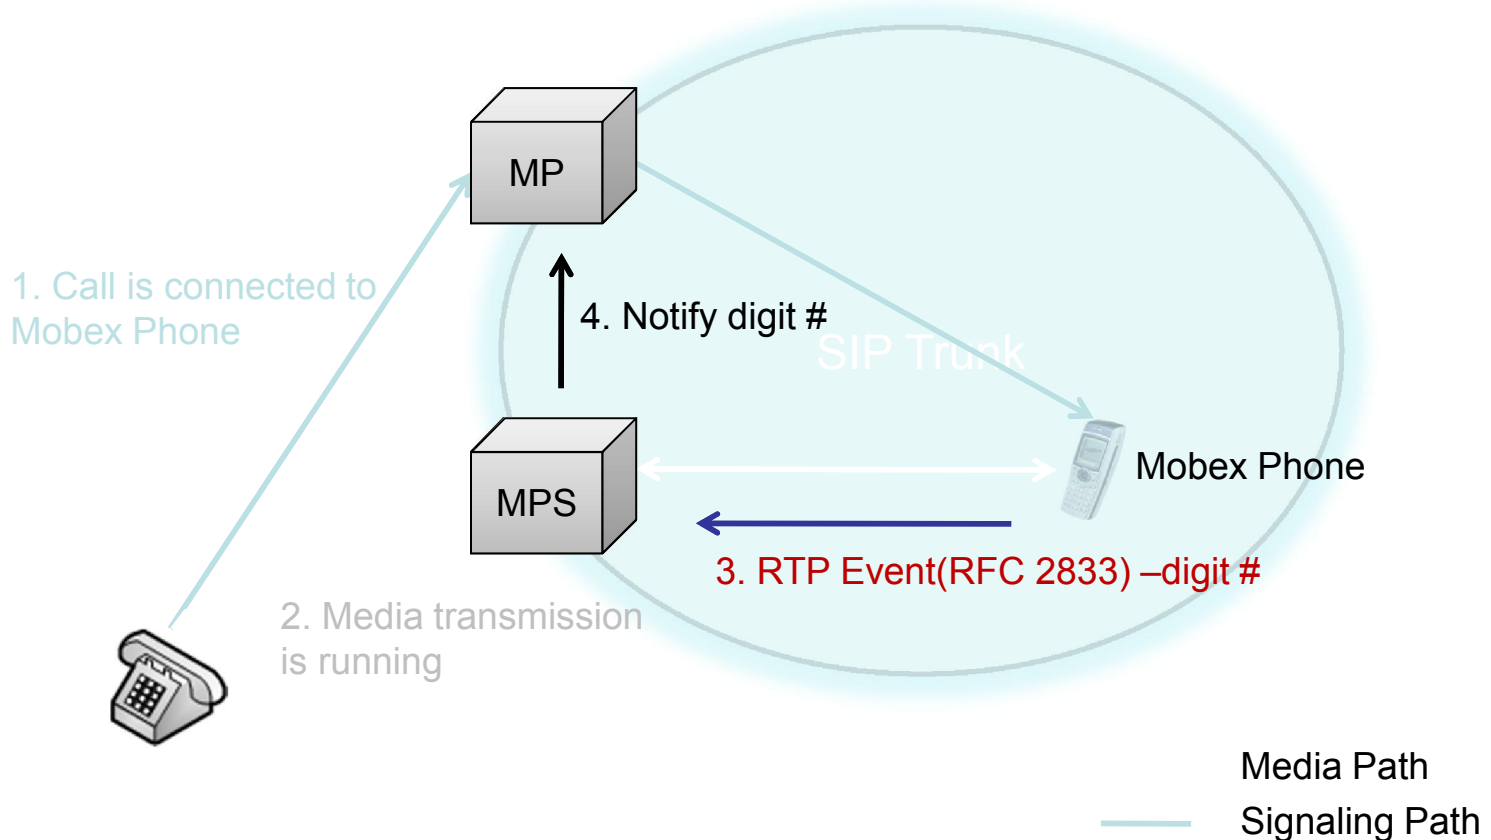 MP
1. Call is connected to
Mobex Phone
4. Notify digit #
SIP Trunk
MPS
Mobex Phone
3. RTP Event(RFC 2833) –digit #
2. Media transmission
is running
Media Path
Signaling Path